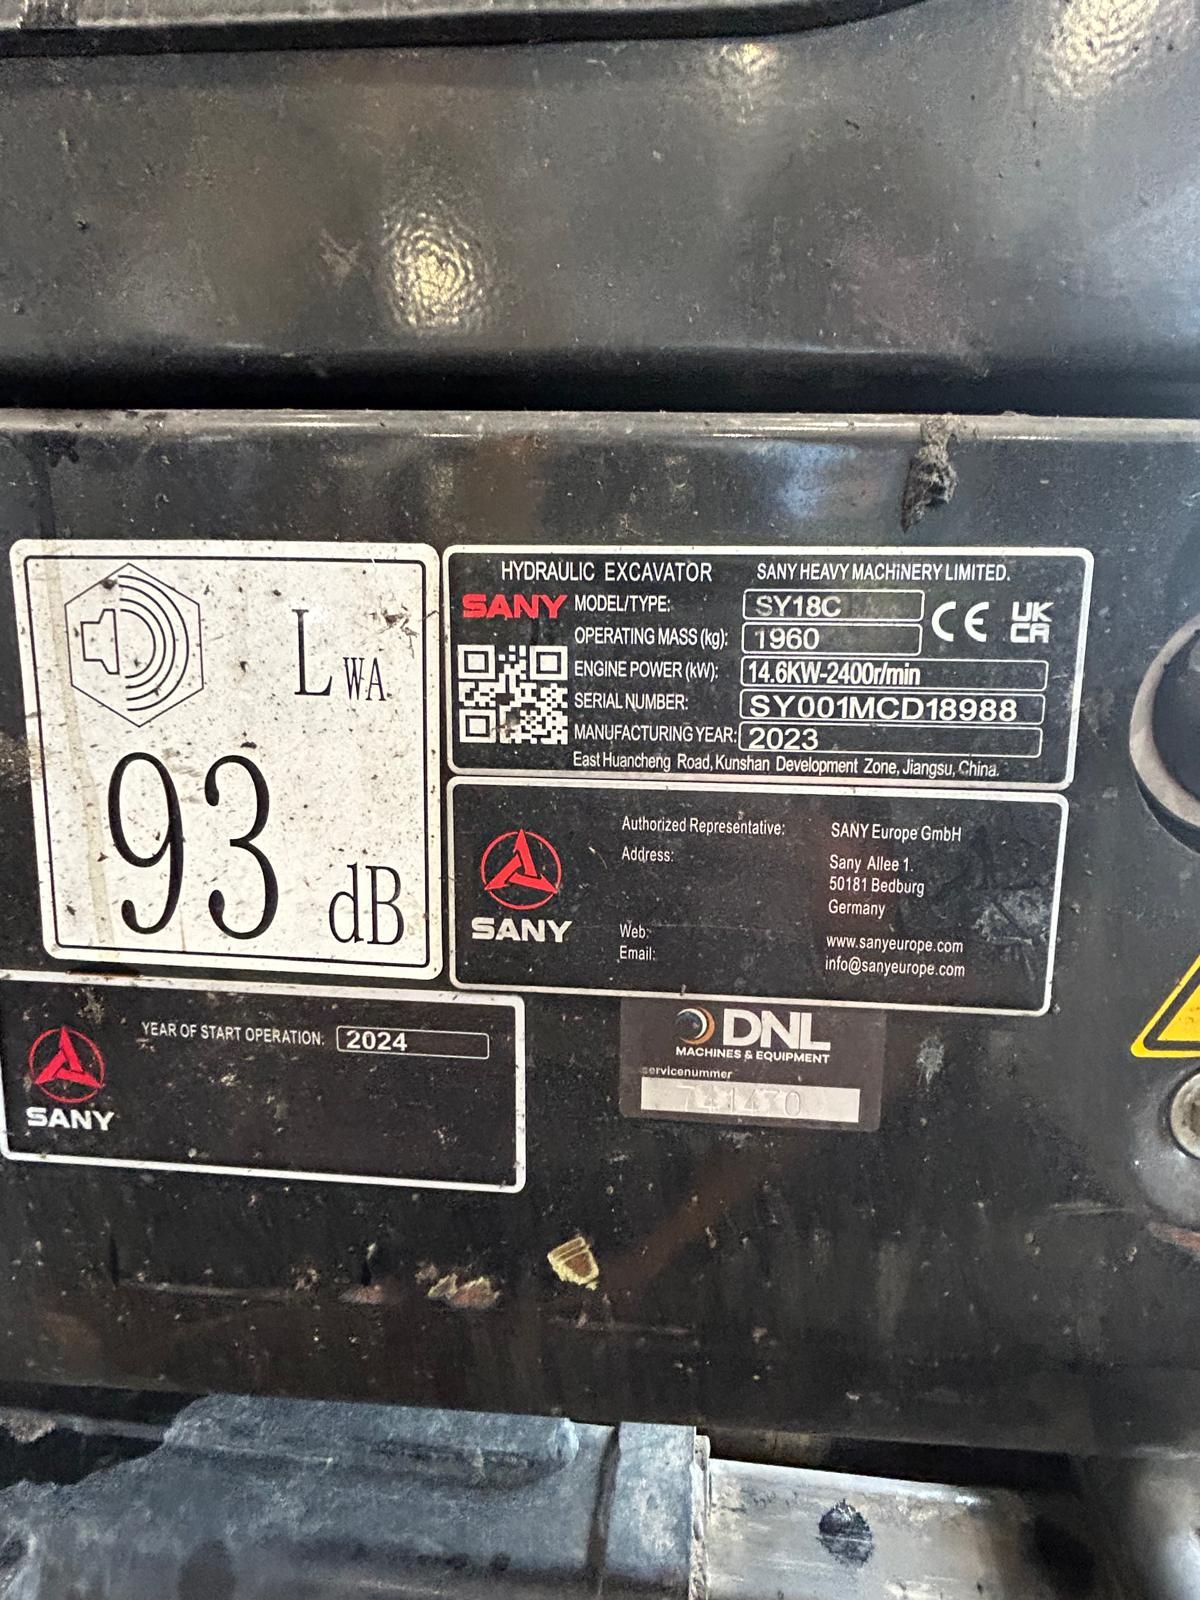 LWA
93 dB
HYDRAULIC EXCAVATOR SANY HEAVY MACHiNERY LIMITED.
SANY
MODEL/TYPE: SY18C
CE UK CA
OPERATING MASS (kg): 1960
ENGINE POWER (kW): 14.6KW-2400r/min
SERIAL NUMBER: SY001MCD18988
MANUFACTURING YEAR: 2023
East Huancheng Road, Kunshan Development Zone, Jiangsu, China.
SANY
Authorized Representative: SANY Europe GmbH
Address: Sany Allee 1.
50181 Bedburg
Germany
Web: www.sanyeurope.com
Email: info@sanyeurope.com
SANY
YEAR OF START OPERATION: 2024
DNL
MACHINES & EQUIPMENT
servicenummer